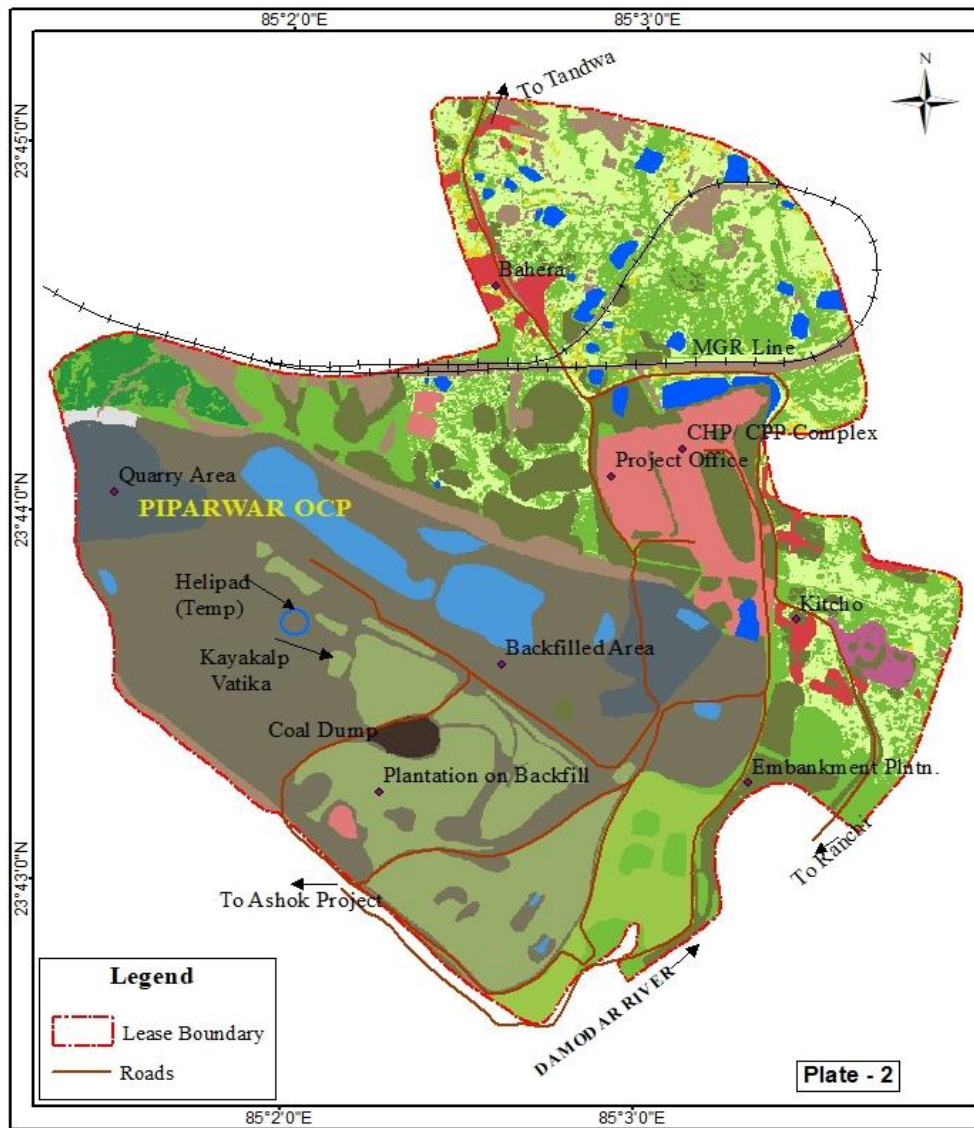 85°2'0"E
85°3'0"E
N
To Tandwa
23°45'0"N
Bahera
MGR Line
CHP/ CPP Complex
Project Office
Quarry Area
PIPARWAR OCP
23°44'0"N
Helipad
(Temp)
Kitcho
Kayakalp
Vatika
Backfilled Area
Coal Dump
Plantation on Backfill
Embankment Plntn.
To Ranchi
23°43'0"N
To Ashok Project
DAMODAR RIVER
Legend
Lease Boundary
Roads
Plate - 2
85°2'0"E
85°3'0"E